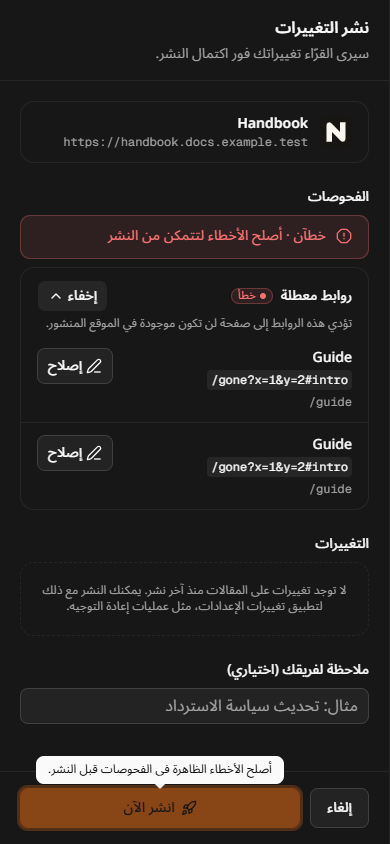 نشر التغييرات
سيرى القرّاء تغييراتك فور اكتمال النشر.
Handbook
https://handbook.docs.example.test
الفحوصات
خطآن · أصلح الأخطاء لتتمكن من النشر
روابط معطلة
خطأ
إخفاء
تؤدي هذه الروابط إلى صفحة لن تكون موجودة في الموقع المنشور.
Guide
/gone?x=1&y=2#intro
/guide
إصلاح
Guide
/gone?x=1&y=2#intro
/guide
إصلاح
التغييرات
لا توجد تغييرات على المقالات منذ آخر نشر. يمكنك النشر مع ذلك
لتطبيق تغييرات الإعدادات، مثل عمليات إعادة التوجيه.
ملاحظة لفريقك (اختياري)
مثال: تحديث سياسة الاسترداد
أصلح الأخطاء الظاهرة في الفحوصات قبل النشر.
إلغاء
انشر الآن